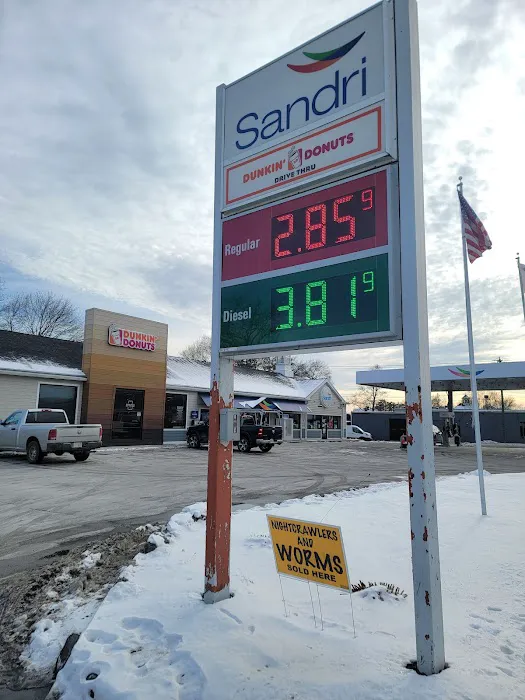 Sandri
DUNKIN' DONUTS
DRIVE THRU
Regular 2.85 9
Diesel 3.81 9
DUNKIN'
DONUTS
NIGHTCRAWLERS
AND
WORMS
SOLD HERE